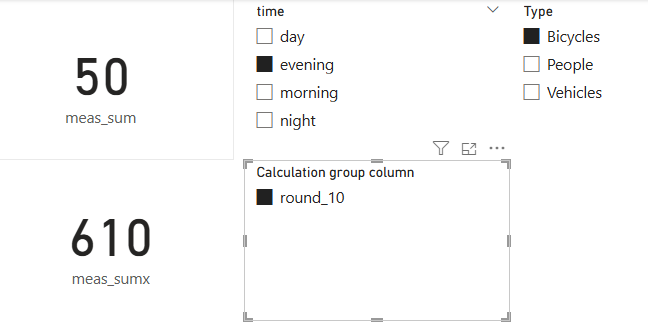 50
meas_sum
610
meas_sumx
time
day
evening
morning
night
Type
Bicycles
People
Vehicles
Calculation group column
round_10